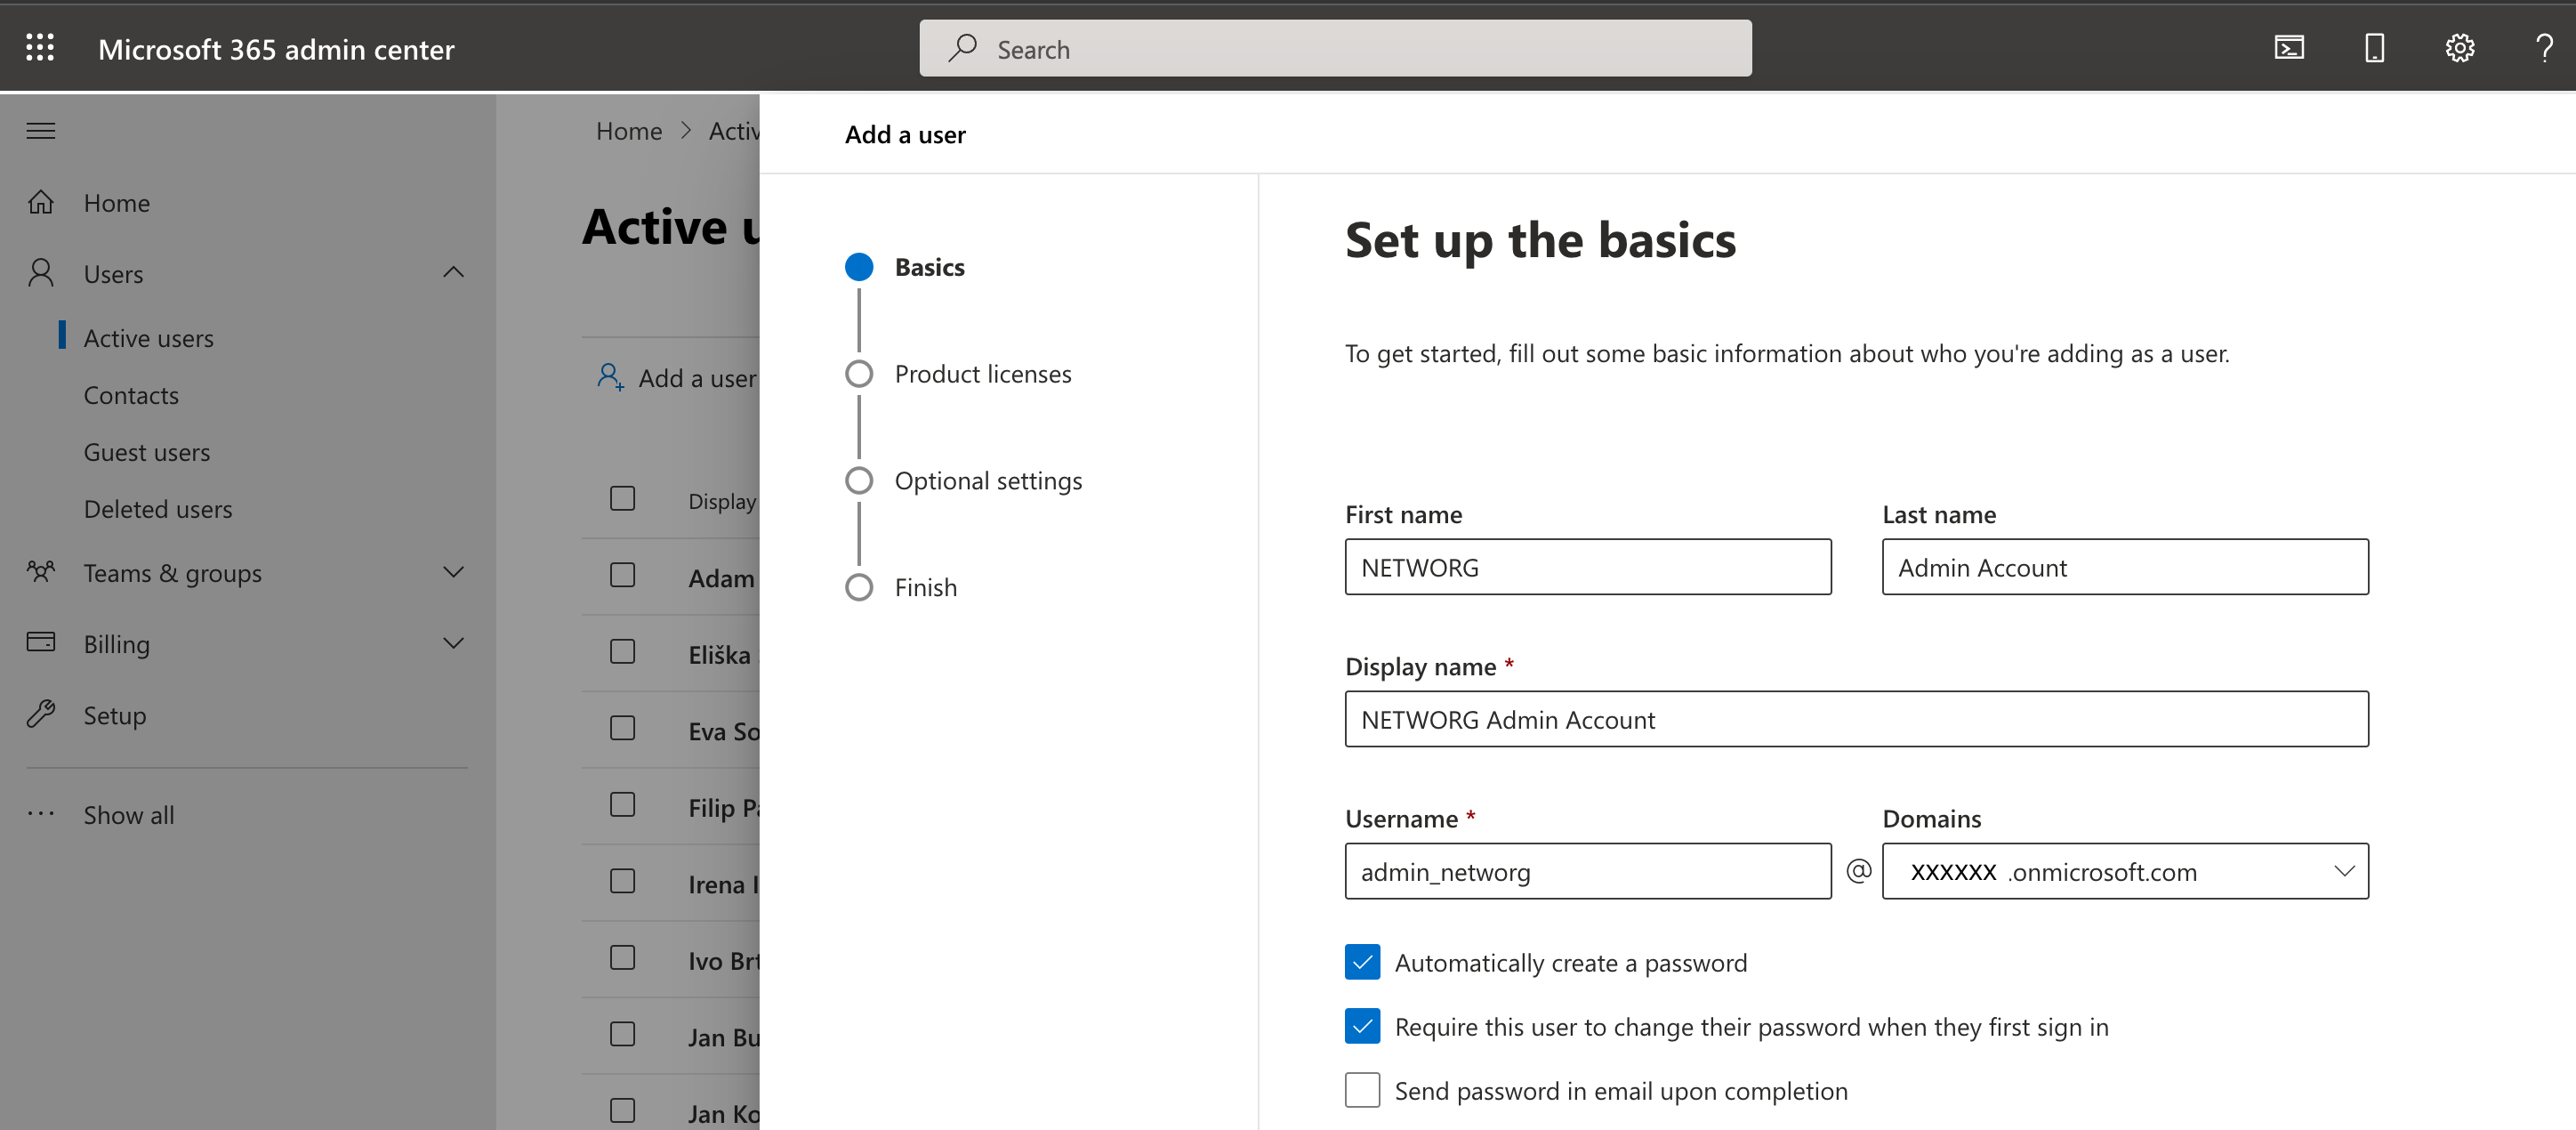 Microsoft 365 admin center
Search
Home
Users
Active users
Contacts
Guest users
Deleted users
Teams & groups
Billing
Setup
Show all
Home > 
Active
Add a user
Display
Adam
Eliška
Eva
Filip
Irena
Ivo
Jan
Jan
Add a user
Basics
Product licenses
Optional settings
Finish
Set up the basics
To get started, fill out some basic information about who you're adding as a user.
First name
Last name
NETWORG
Admin Account
Display name *
NETWORG Admin Account
Username *
Domains
admin_networg
@
XXXXXX .onmicrosoft.com
Automatically create a password
Require this user to change their password when they first sign in
Send password in email upon completion